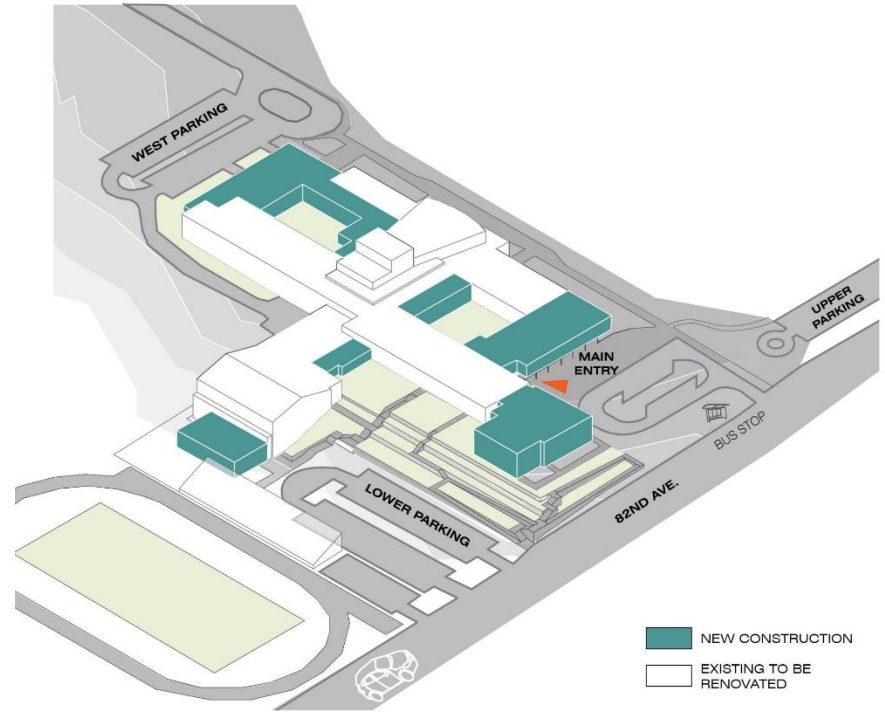 WEST PARKING
UPPER
PARKING
MAIN
ENTRY
BUS STOP
82ND AVE.
LOWER PARKING
NEW CONSTRUCTION
EXISTING TO BE
RENOVATED